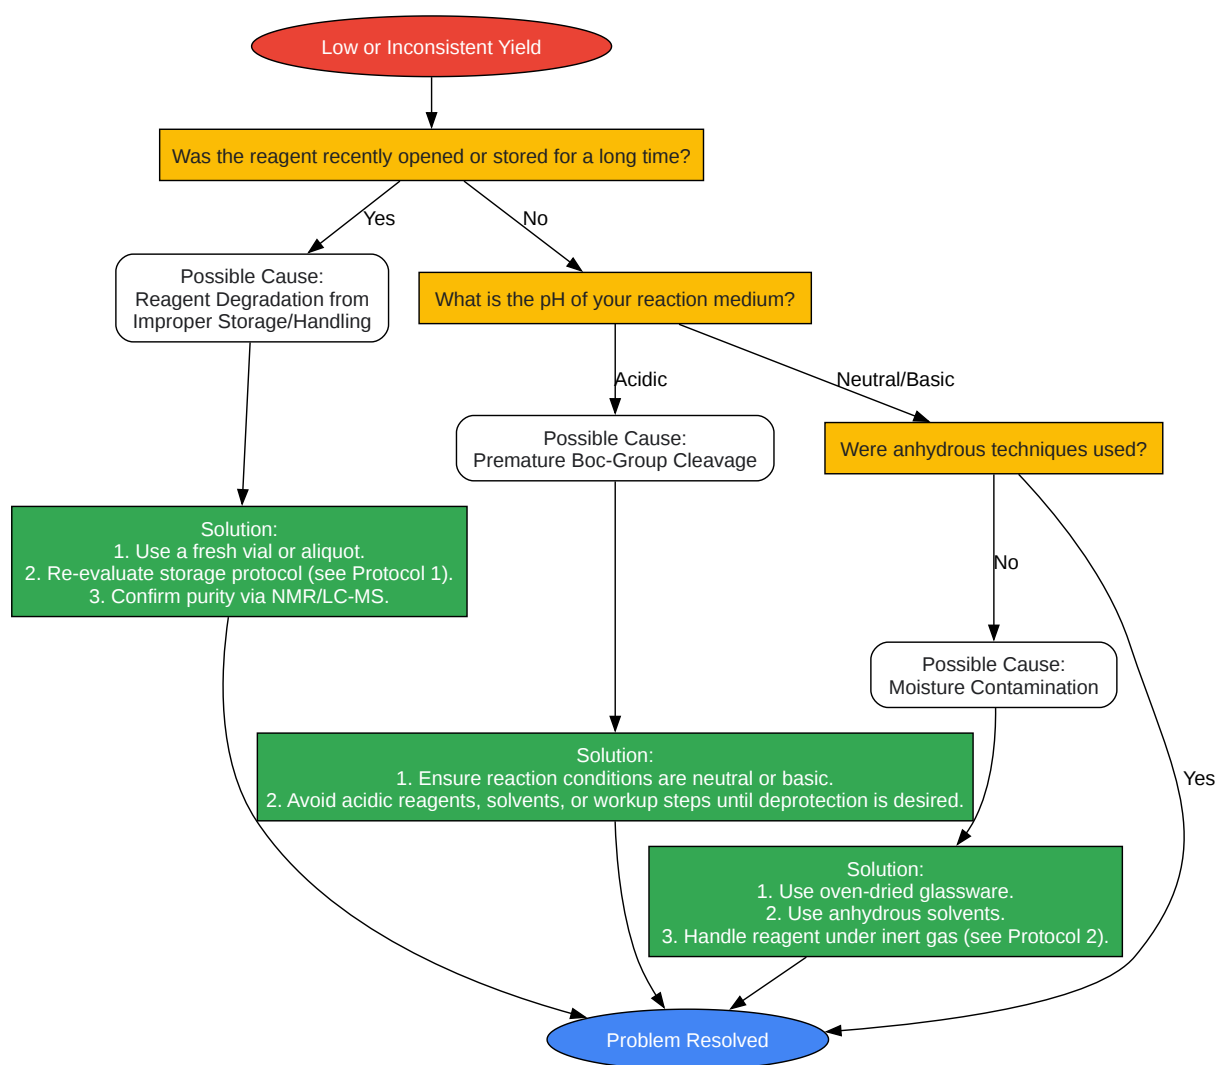 Low or Inconsistent Yield
Was the reagent recently opened or stored for a long time?
Yes
No
Possible Cause:
Reagent Degradation from
Improper Storage/Handling
What is the pH of your reaction medium?
Acidic
Neutral/Basic
Possible Cause:
Premature Boc-Group Cleavage
Were anhydrous techniques used?
Solution:
1. Use a fresh vial or aliquot.
2. Re-evaluate storage protocol (see Protocol 1).
3. Confirm purity via NMR/LC-MS.
No
Possible Cause:
Moisture Contamination
Yes
Solution:
1. Ensure reaction conditions are neutral or basic.
2. Avoid acidic reagents, solvents, or workup steps until deprotection is desired.
Solution:
1. Use oven-dried glassware.
2. Use anhydrous solvents.
3. Handle reagent under inert gas (see Protocol 2).
Problem Resolved